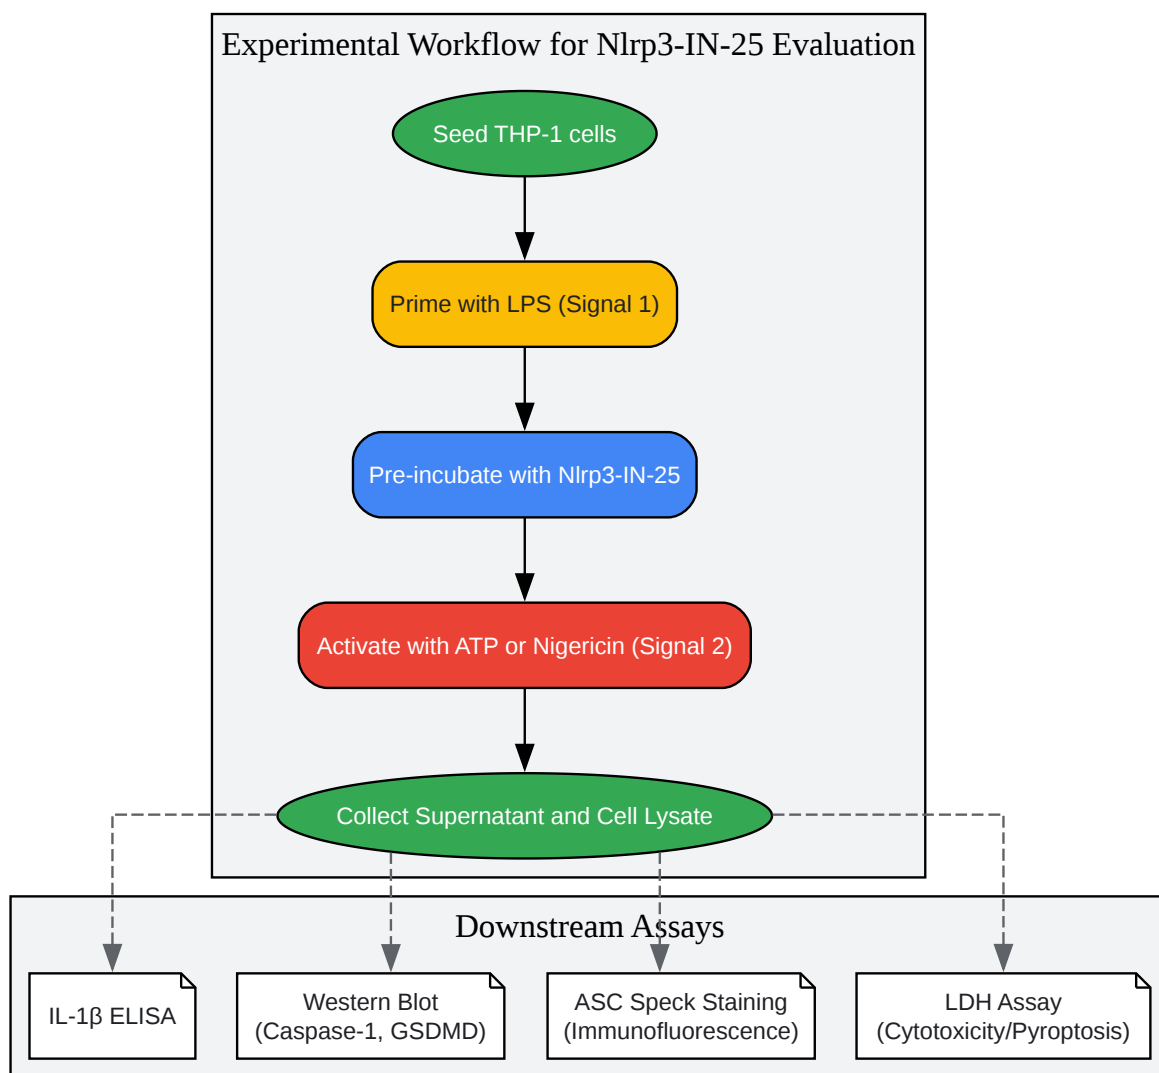 Experimental Workflow for Nlrp3-IN-25 Evaluation
Seed THP-1 cells
Prime with LPS (Signal 1)
Pre-incubate with Nlrp3-IN-25
Activate with ATP or Nigericin (Signal 2)
Collect Supernatant and Cell Lysate
Downstream Assays
IL-1β ELISA
Western Blot
(Caspase-1, GSDMD)
ASC Speck Staining
(Immunofluorescence)
LDH Assay
(Cytotoxicity/Pyroptosis)